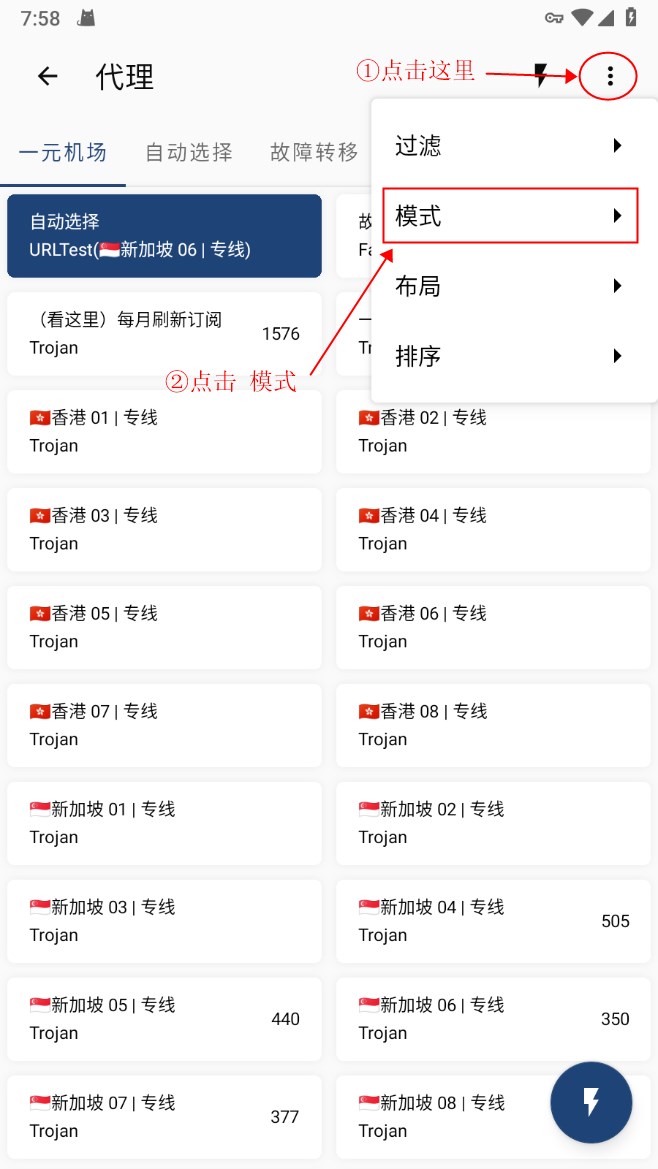 7:58
代理
①点击这里
一元机场
自动选择
故障转移
过滤
模式
布局
排序
自动选择
URLTest(🇸🇬新加坡 06 | 专线)
故
Fa
（看这里）每月刷新订阅
Trojan
1576
一
Tr
②点击 模式
🇭🇰香港 01 | 专线
Trojan
🇭🇰香港 02 | 专线
Trojan
🇭🇰香港 03 | 专线
Trojan
🇭🇰香港 04 | 专线
Trojan
🇭🇰香港 05 | 专线
Trojan
🇭🇰香港 06 | 专线
Trojan
🇭🇰香港 07 | 专线
Trojan
🇭🇰香港 08 | 专线
Trojan
🇸🇬新加坡 01 | 专线
Trojan
🇸🇬新加坡 02 | 专线
Trojan
🇸🇬新加坡 03 | 专线
Trojan
🇸🇬新加坡 04 | 专线
Trojan
505
🇸🇬新加坡 05 | 专线
Trojan
440
🇸🇬新加坡 06 | 专线
Trojan
350
🇸🇬新加坡 07 | 专线
Trojan
377
🇸🇬新加坡 08 | 专线
Trojan